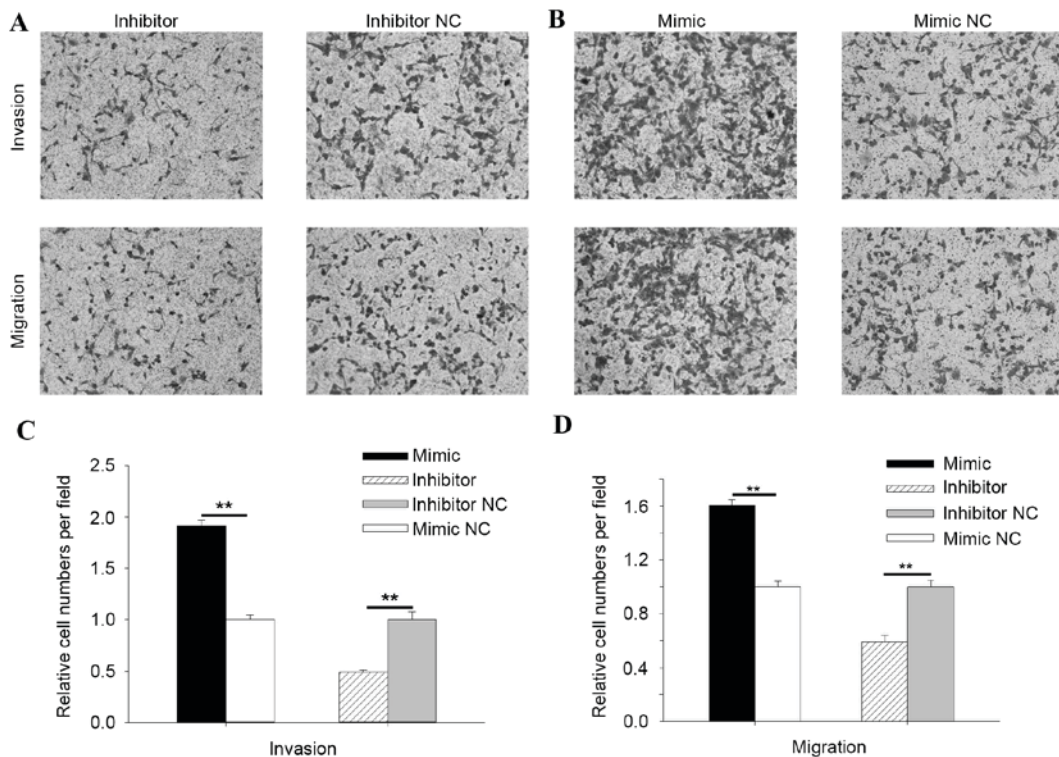 A
Inhibitor
Inhibitor NC
B
Mimic
Mimic NC
Invasion
Migration
C
Relative cell numbers per field
2.5
2.0
1.5
1.0
0.5
0.0
**
**
Mimic
Inhibitor
Inhibitor NC
Mimic NC
Invasion
D
Relative cell numbers per field
1.6
1.2
0.8
0.4
0.0
**
**
Mimic
Inhibitor
Inhibitor NC
Mimic NC
Migration